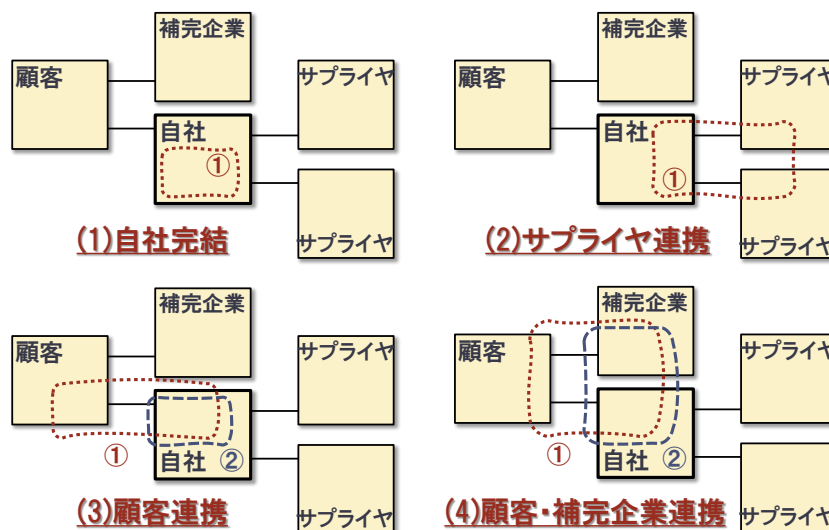 補完企業
顧客
サプライヤ
自社
①
サプライヤ
(1)自社完結
補完企業
顧客
サプライヤ
自社
①
サプライヤ
(2)サプライヤ連携
補完企業
顧客
サプライヤ
①
自社
②
サプライヤ
(3)顧客連携
補完企業
顧客
サプライヤ
①
自社
②
サプライヤ
(4)顧客・補完企業連携